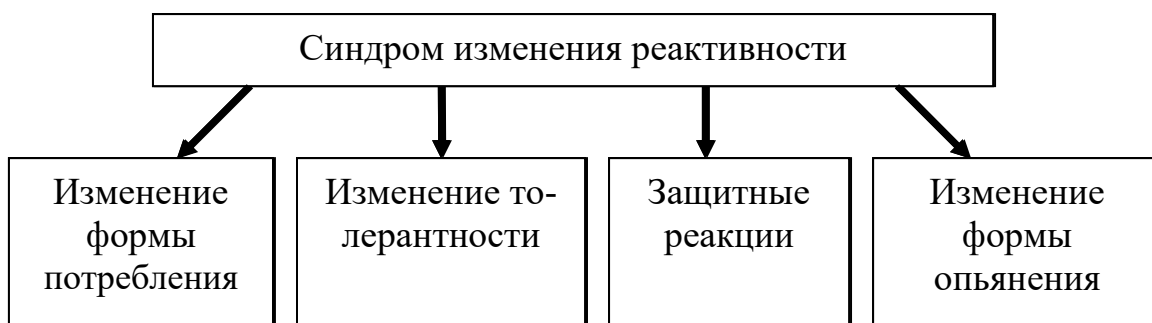 Синдром изменения реактивности
Изменение
формы
потребления
Изменение то-
лерантности
Защитные
реакции
Изменение
формы
опьянения